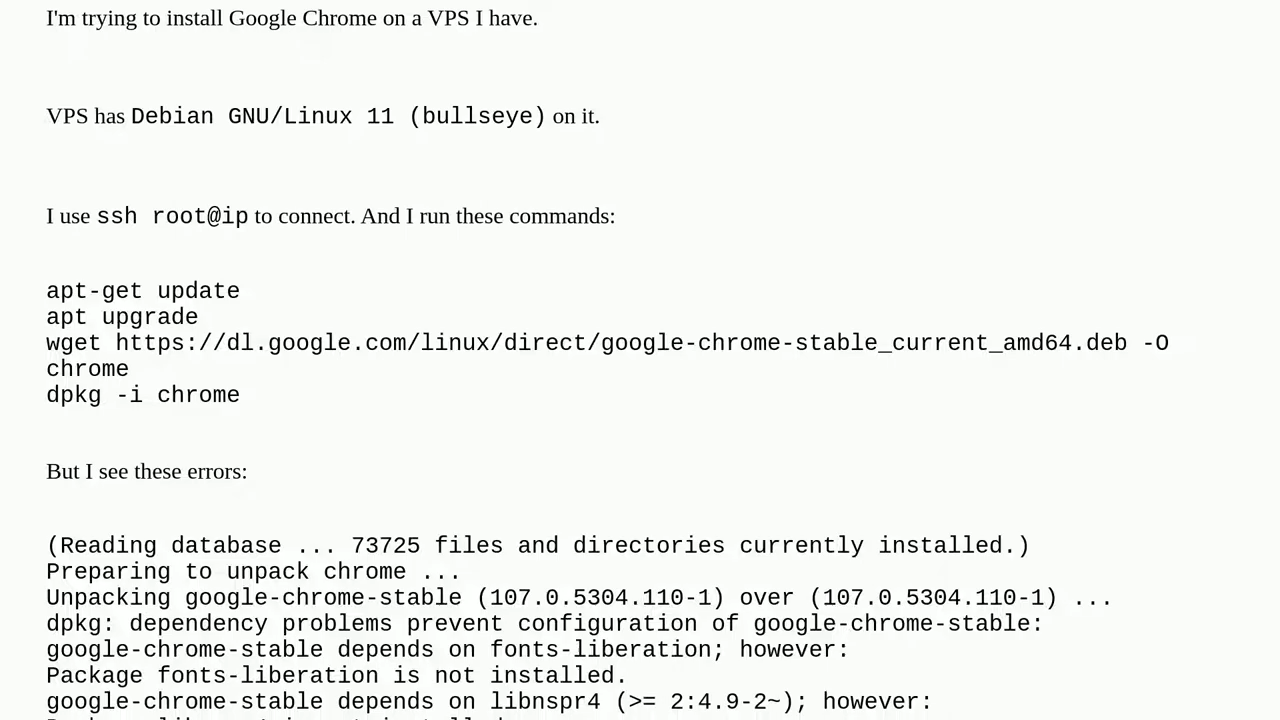 I'm trying to install Google Chrome on a VPS I have.
VPS has Debian GNU/Linux 11 (bullseye) on it.
I use ssh root@ip to connect. And I run these commands:
apt-get update
apt upgrade
wget https://dl.google.com/linux/direct/google-chrome-stable_current_amd64.deb -O
chrome
dpkg -i chrome
But I see these errors:
(Reading database ... 73725 files and directories currently installed.)
Preparing to unpack chrome ...
Unpacking google-chrome-stable (107.0.5304.110-1) over (107.0.5304.110-1) ...
dpkg: dependency problems prevent configuration of google-chrome-stable:
google-chrome-stable depends on fonts-liberation; however:
Package fonts-liberation is not installed.
google-chrome-stable depends on libnspr4 (>= 2:4.9-2~); however: